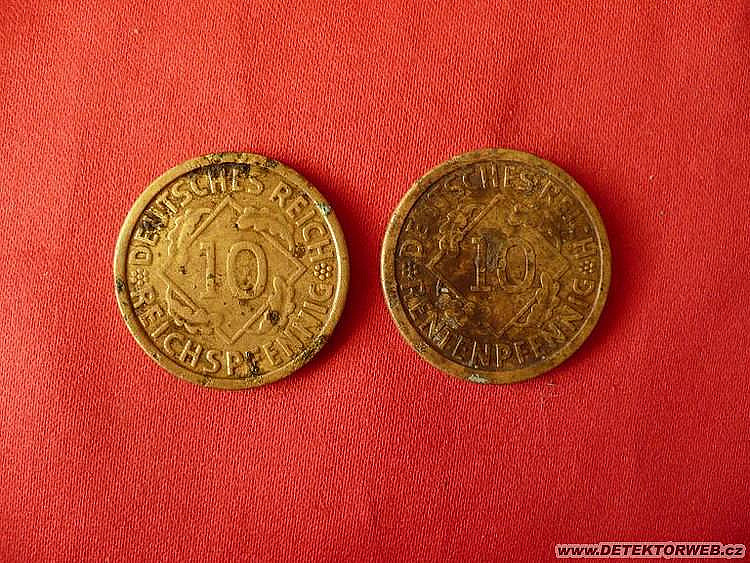 DEUTSCHES REICH
10
REICHSPFENNIG
DEUTSCHES REICH
10
RENTENPFENNIG
www.DETEKTORWEB.cz